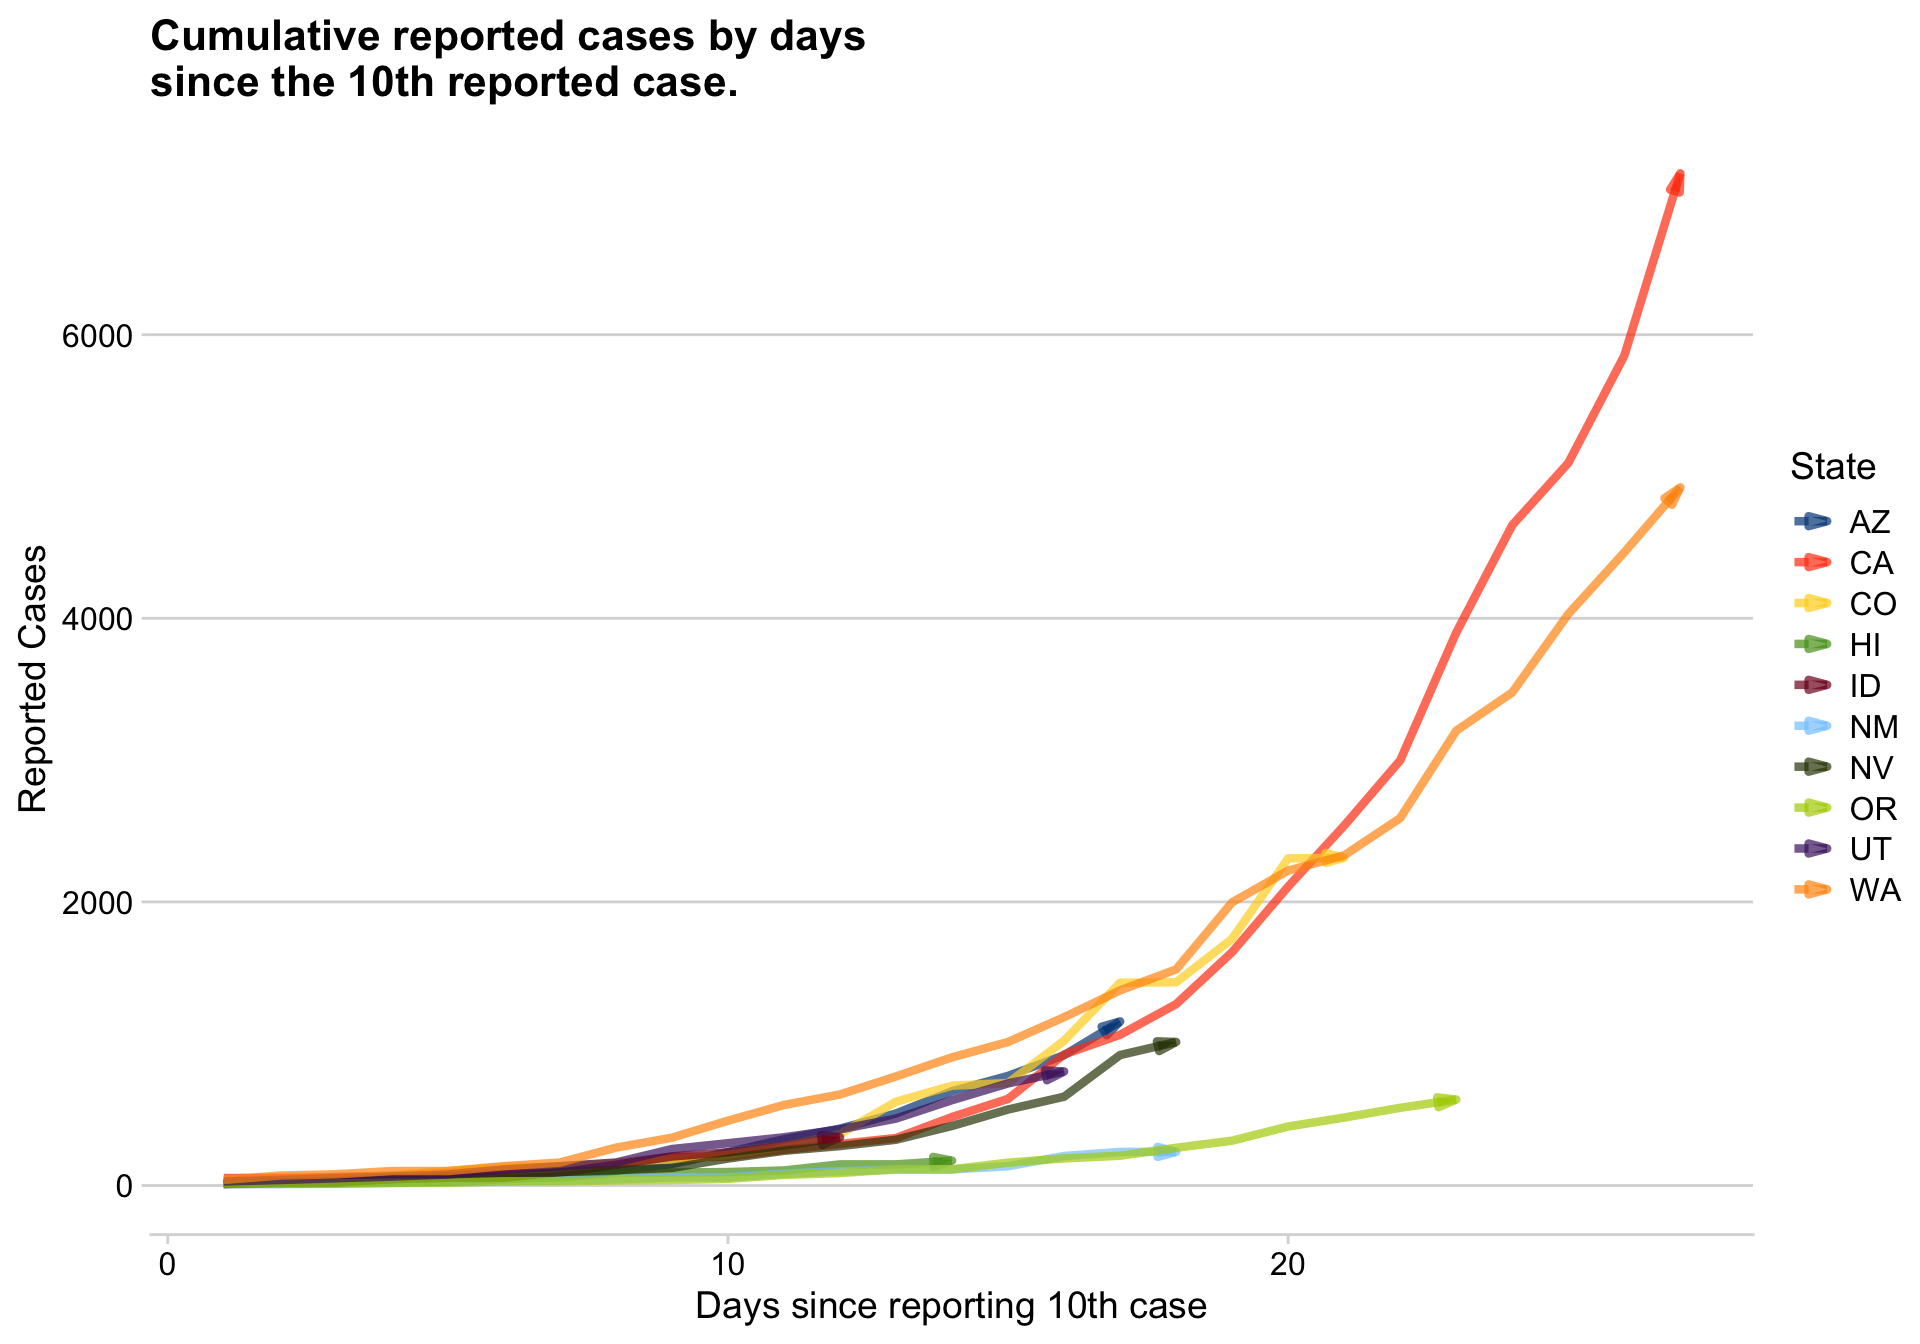 Cumulative reported cases by days
since the 10th reported case.
Reported Cases
6000
4000
2000
0
0 10 20
Days since reporting 10th case
State
AZ
CA
CO
HI
ID
NM
NV
OR
UT
WA